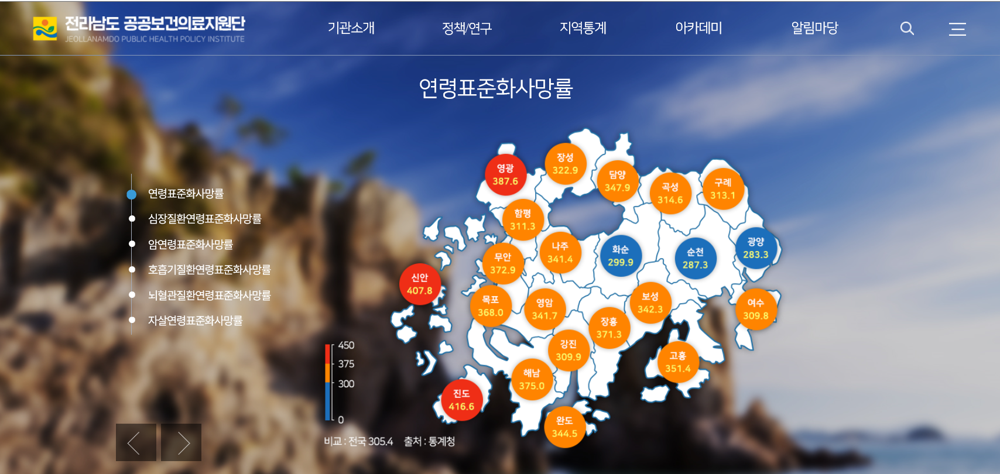 전라남도 공공보건의료지원단
JEOLLANAMDO PUBLIC HEALTH POLICY INSTITUTE
기관소개
정책/연구
지역통계
아카데미
알림마당
연령표준화사망률
연령표준화사망률
심장질환연령표준화사망률
암연령표준화사망률
호흡기질환연령표준화사망률
뇌혈관질환연령표준화사망률
자살연령표준화사망률
영광
387.6
장성
322.9
담양
347.9
곡성
314.6
구례
313.1
함평
311.3
나주
341.4
화순
299.9
순천
287.3
광양
283.3
무안
372.9
신안
407.8
목포
368.0
영암
341.7
보성
342.3
여수
309.8
장흥
371.3
강진
309.9
고흥
351.4
해남
375.0
진도
416.6
완도
344.5
450
375
300
0
비교 : 전국 305.4 출처 : 통계청